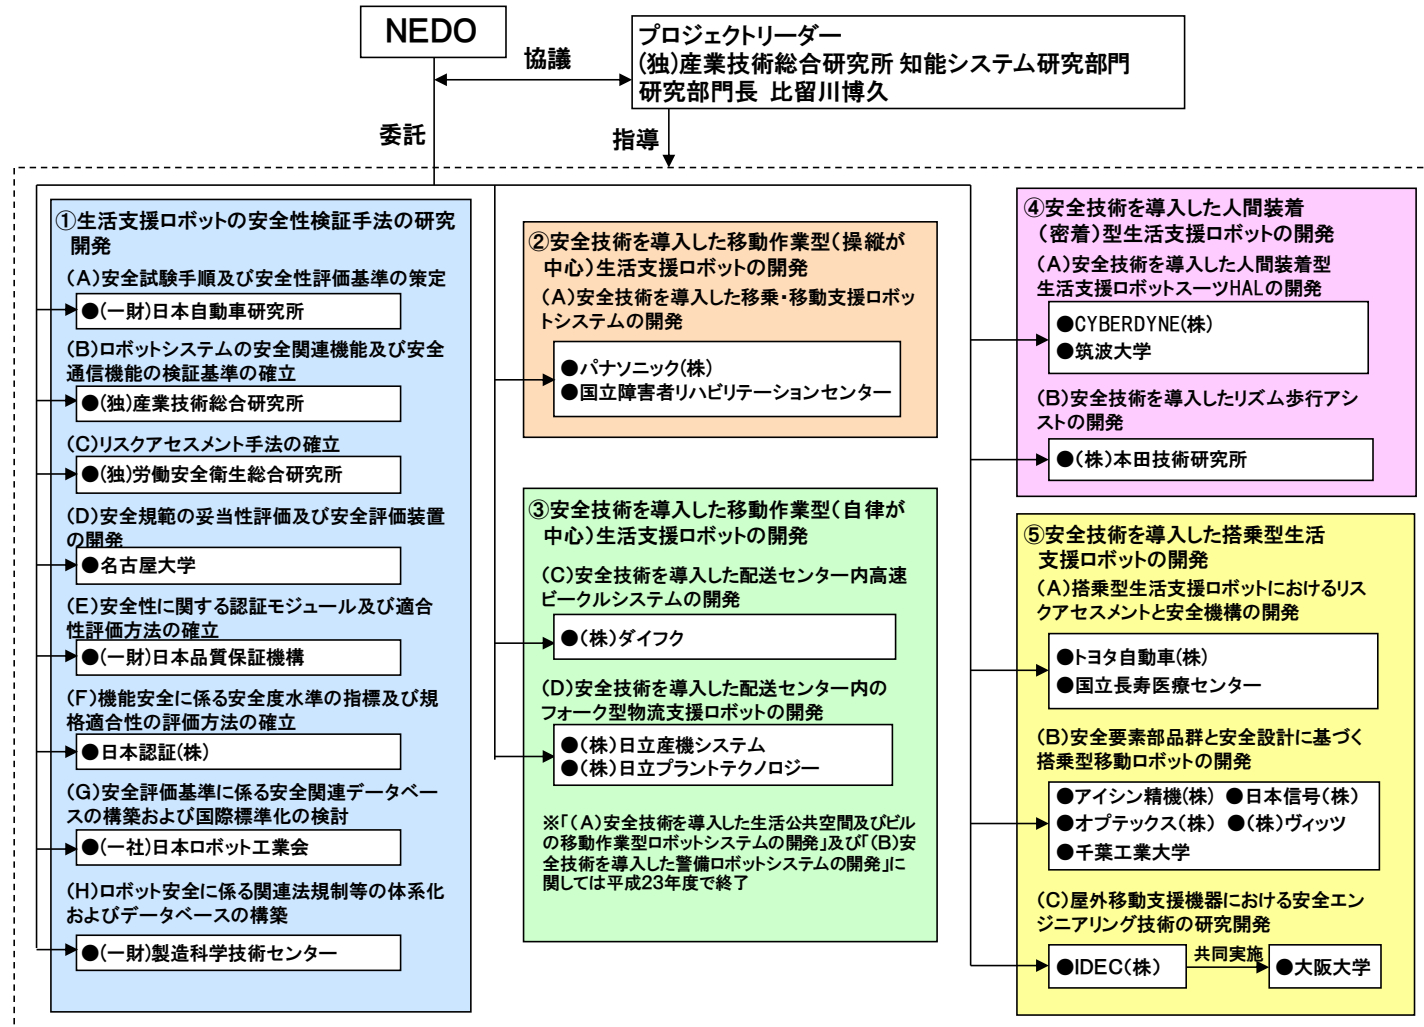 NEDO
プロジェクトリーダー
(独)産業技術総合研究所 知能システム研究部門
研究部門長 比留川博久
協議
委託
指導
①生活支援ロボットの安全性検証手法の研究
開発
(A)安全試験手順及び安全性評価基準の策定
●(一財)日本自動車研究所
(B)ロボットシステムの安全関連機能及び安全
通信機能の検証基準の確立
●(独)産業技術総合研究所
(C)リスクアセスメント手法の確立
●(独)労働安全衛生総合研究所
(D)安全規範の妥当性評価及び安全評価装置
の開発
●名古屋大学
(E)安全性に関する認証モジュール及び適合
性評価方法の確立
●(一財)日本品質保証機構
(F)機能安全に係る安全度水準の指標及び規
格適合性の評価方法の確立
●日本認証(株)
(G)安全評価基準に係る安全関連データベー
スの構築および国際標準化の検討
●(一社)日本ロボット工業会
(H)ロボット安全に係る関連法規制等の体系化
およびデータベースの構築
●(一財)製造科学技術センター
②安全技術を導入した移動作業型(操縦が
中心)生活支援ロボットの開発
(A)安全技術を導入した移乗・移動支援ロボッ
トシステムの開発
●パナソニック(株)
●国立障害者リハビリテーションセンター
③安全技術を導入した移動作業型(自律が
中心)生活支援ロボットの開発
(C)安全技術を導入した配送センター内高速
ビークルシステムの開発
●(株)ダイフク
(D)安全技術を導入した配送センター内の
フォーク型物流支援ロボットの開発
●(株)日立産機システム
●(株)日立プラントテクノロジー
※「(A)安全技術を導入した生活公共空間及びビル
の移動作業型ロボットシステムの開発」及び「(B)安
全技術を導入した警備ロボットシステムの開発」に
関しては平成23年度で終了
④安全技術を導入した人間装着
(密着)型生活支援ロボットの開発
(A)安全技術を導入した人間装着型
生活支援ロボットスーツHALの開発
●CYBERDYNE(株)
●筑波大学
(B)安全技術を導入したリズム歩行アシ
ストの開発
●(株)本田技術研究所
⑤安全技術を導入した搭乗型生活
支援ロボットの開発
(A)搭乗型生活支援ロボットにおけるリス
クアセスメントと安全機構の開発
●トヨタ自動車(株)
●国立長寿医療センター
(B)安全要素部品群と安全設計に基づく
搭乗型移動ロボットの開発
●アイシン精機(株) ●日本信号(株)
●オプテックス(株) ●(株)ヴィッツ
●千葉工業大学
(C)屋外移動支援機器における安全エン
ジニアリング技術の研究開発
●IDEC(株)
共同実施
●大阪大学